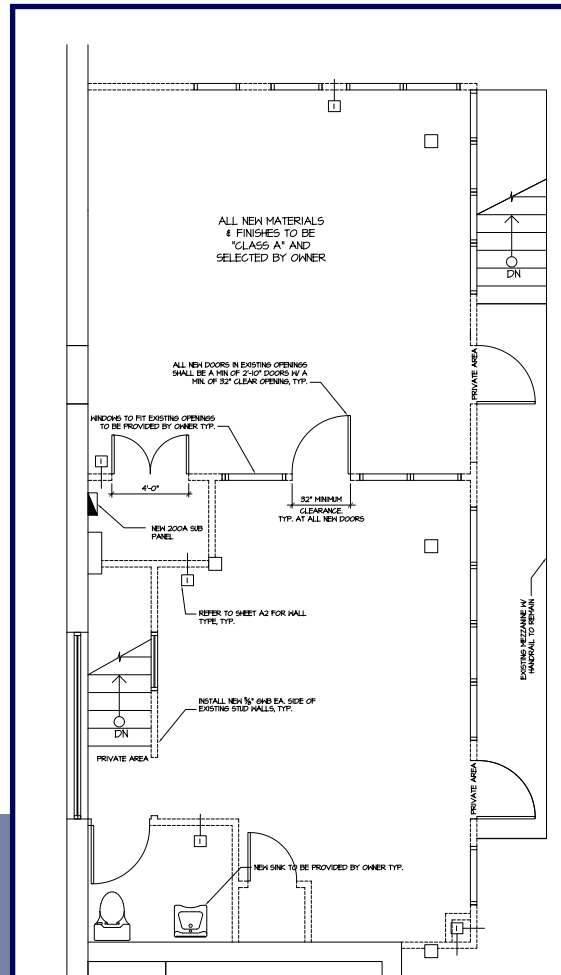 1
ALL NEW MATERIALS
& FINISHES TO BE
"CLASS A" AND
SELECTED BY OWNER
DN
PRIVATE AREA
ALL NEW DOORS IN EXISTING OPENINGS
SHALL BE A MIN OF 2'-10" DOORS W/ A
MIN. OF 32" CLEAR OPENING, TYP.
WINDOWS TO FIT EXISTING OPENINGS
TO BE PROVIDED BY OWNER TYP.
1
4'-0"
32" MINIMUM
CLEARANCE.
TYP. AT ALL NEW DOORS
NEW 200A SUB
PANEL
1
REFER TO SHEET A2 FOR WALL
TYPE, TYP.
EXISTING MEZZANINE W/
HANDRAIL TO REMAIN
INSTALL NEW ⅝" GWB EA. SIDE OF
EXISTING STUD WALLS, TYP.
DN
PRIVATE AREA
PRIVATE AREA
1
NEW SINK TO BE PROVIDED BY OWNER TYP.
1